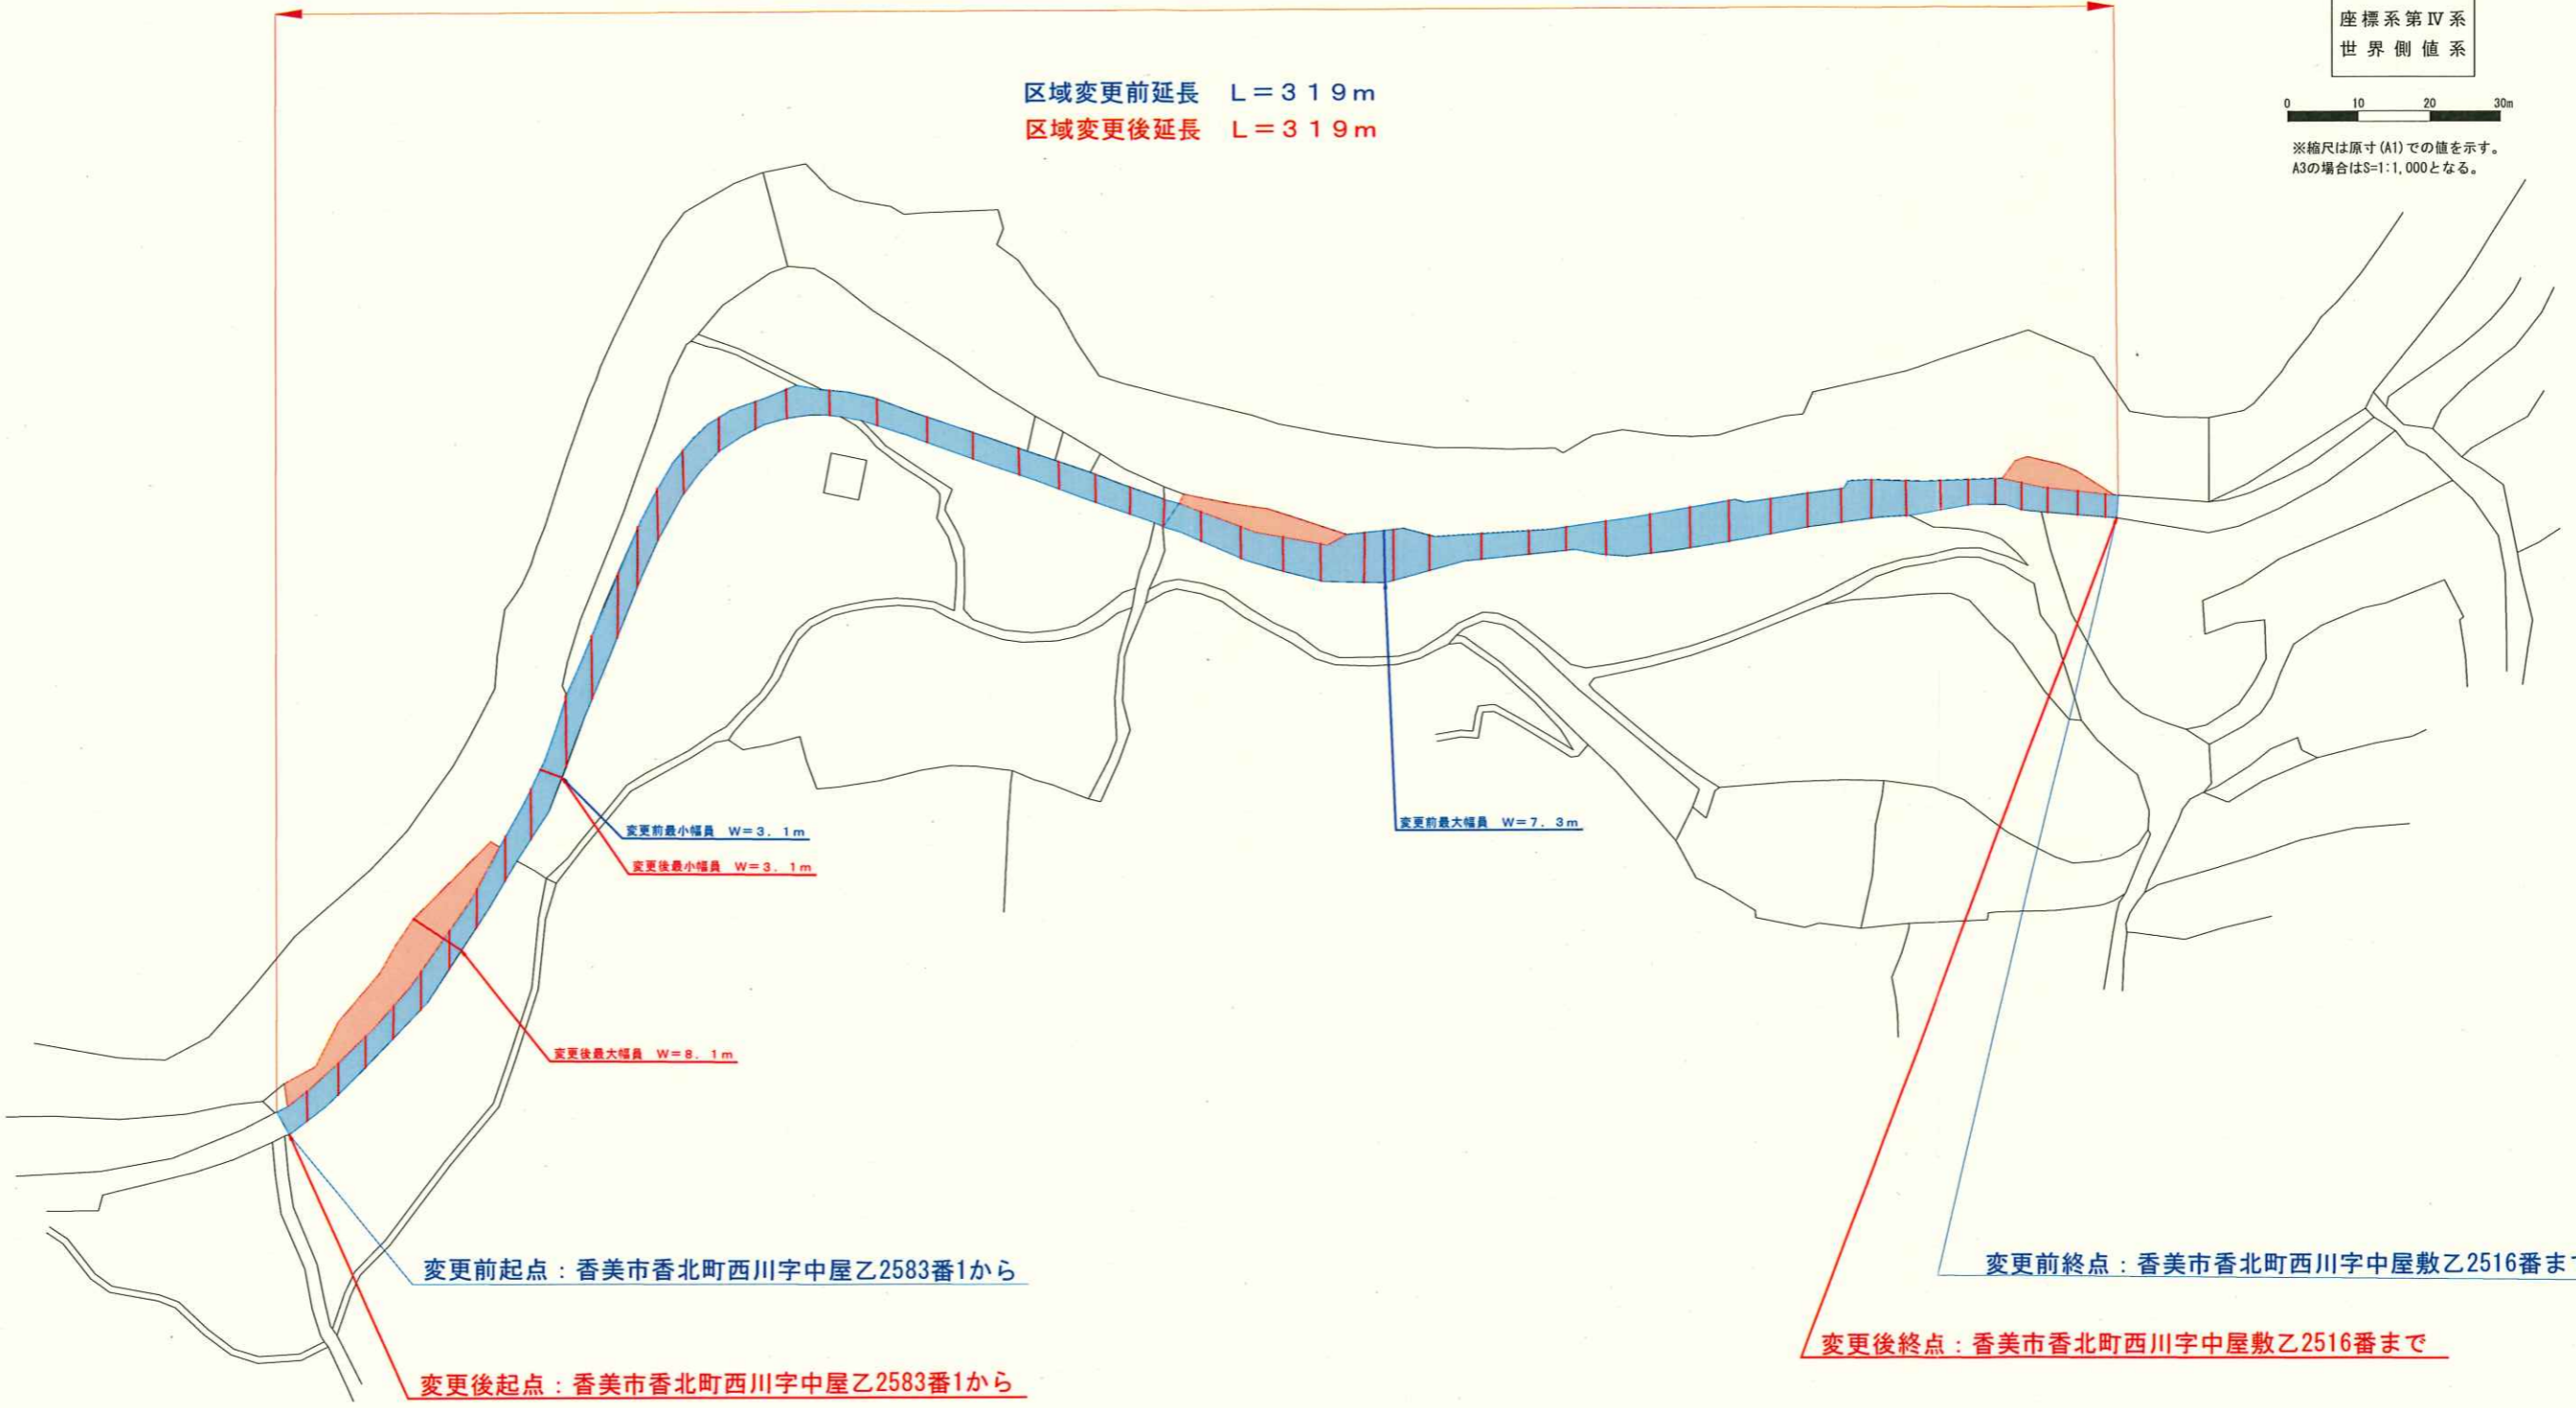 座標系第Ⅳ系
世界側値系
区域変更前延長 L=319m
区域変更後延長 L=319m
0 10 20 30m
※縮尺は原寸(A1)での値を示す。
A3の場合はS=1:1,000となる。
変更前最小幅員 W=3.1m
変更後最小幅員 W=3.1m
変更前最大幅員 W=7.3m
変更後最大幅員 W=8.1m
変更前起点：香美市香北町西川字中屋乙2583番1から
変更前終点：香美市香北町西川字中屋敷乙2516番ま
変更後終点：香美市香北町西川字中屋敷乙2516番まで
変更後起点：香美市香北町西川字中屋乙2583番1から